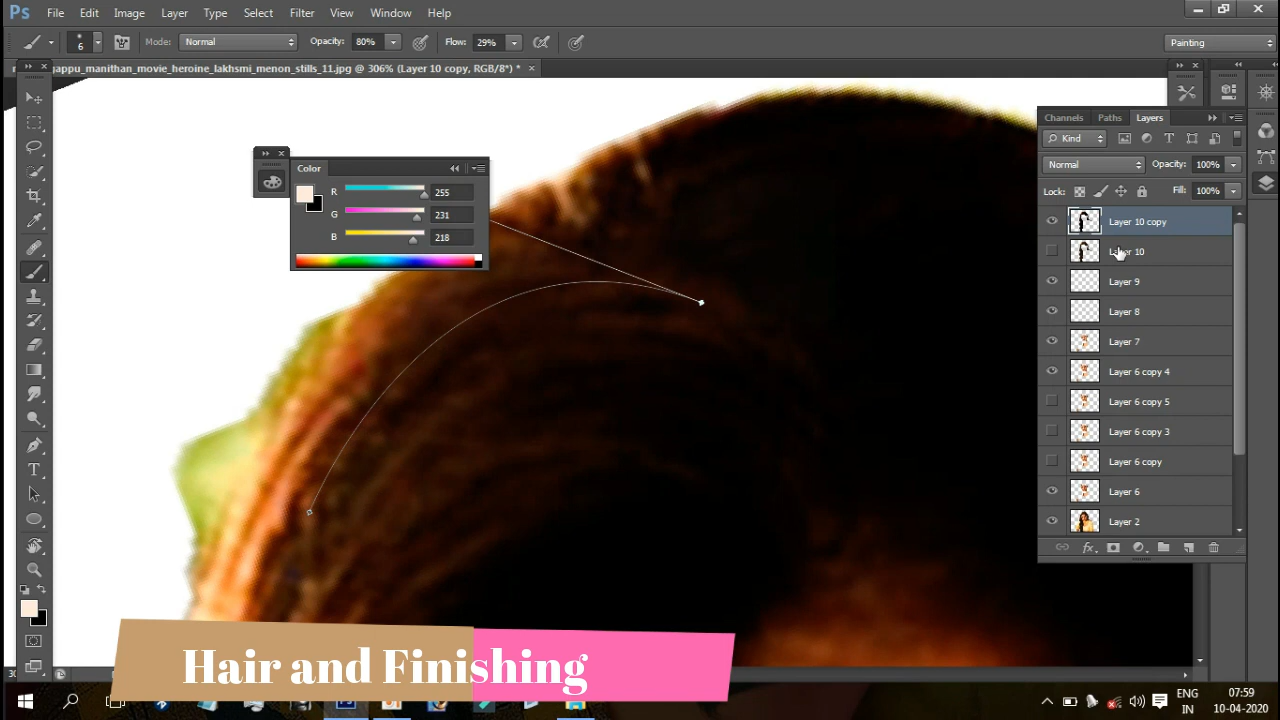 Ps File Edit Image Layer Type Select Filter View Window Help
6 Mode: Normal Opacity: 80% Flow: 29% Painting
gappu_manithan_movie_heroine_lakhsmi_menon_stills_11.jpg @ 306% (Layer 10 copy, RGB/8*) * ×
Color
R 255
G 231
B 218
Channels Paths Layers
Kind
Normal Opacity: 100%
Lock: Fill: 100%
Layer 10 copy
Layer 10
Layer 9
Layer 8
Layer 7
Layer 6 copy 4
Layer 6 copy 5
Layer 6 copy 3
Layer 6 copy
Layer 6
Layer 2
fx
Hair and Finishing
ENG
IN
07:59
10-04-2020